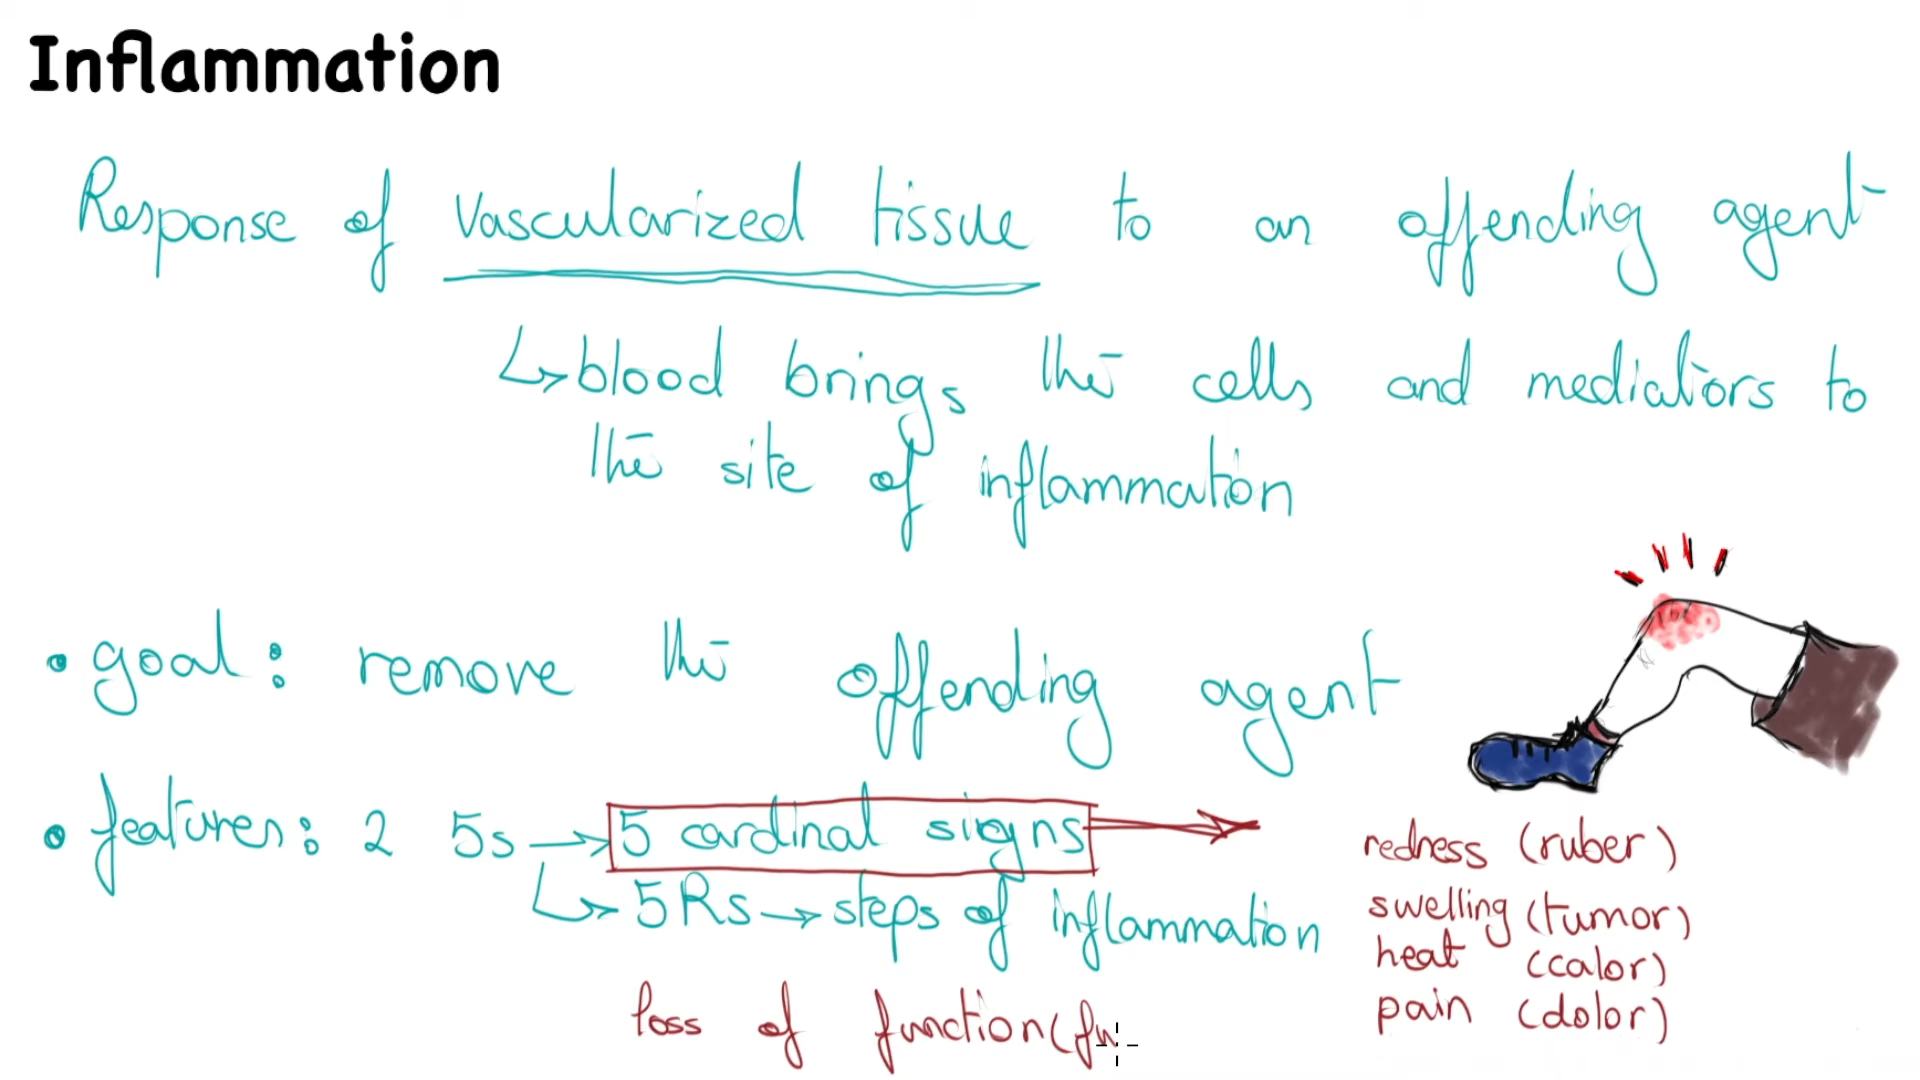 Inflammation
Response of vascularized tissue to an offending agent
↳ blood brings the cells and mediators to
the site of inflammation
• goal: remove the offending agent
• features: 2 5s → 5 cardinal signs →
↳ 5Rs → steps of inflammation
redness (ruber)
swelling (tumor)
heat (calor)
pain (dolor)
loss of function (fu